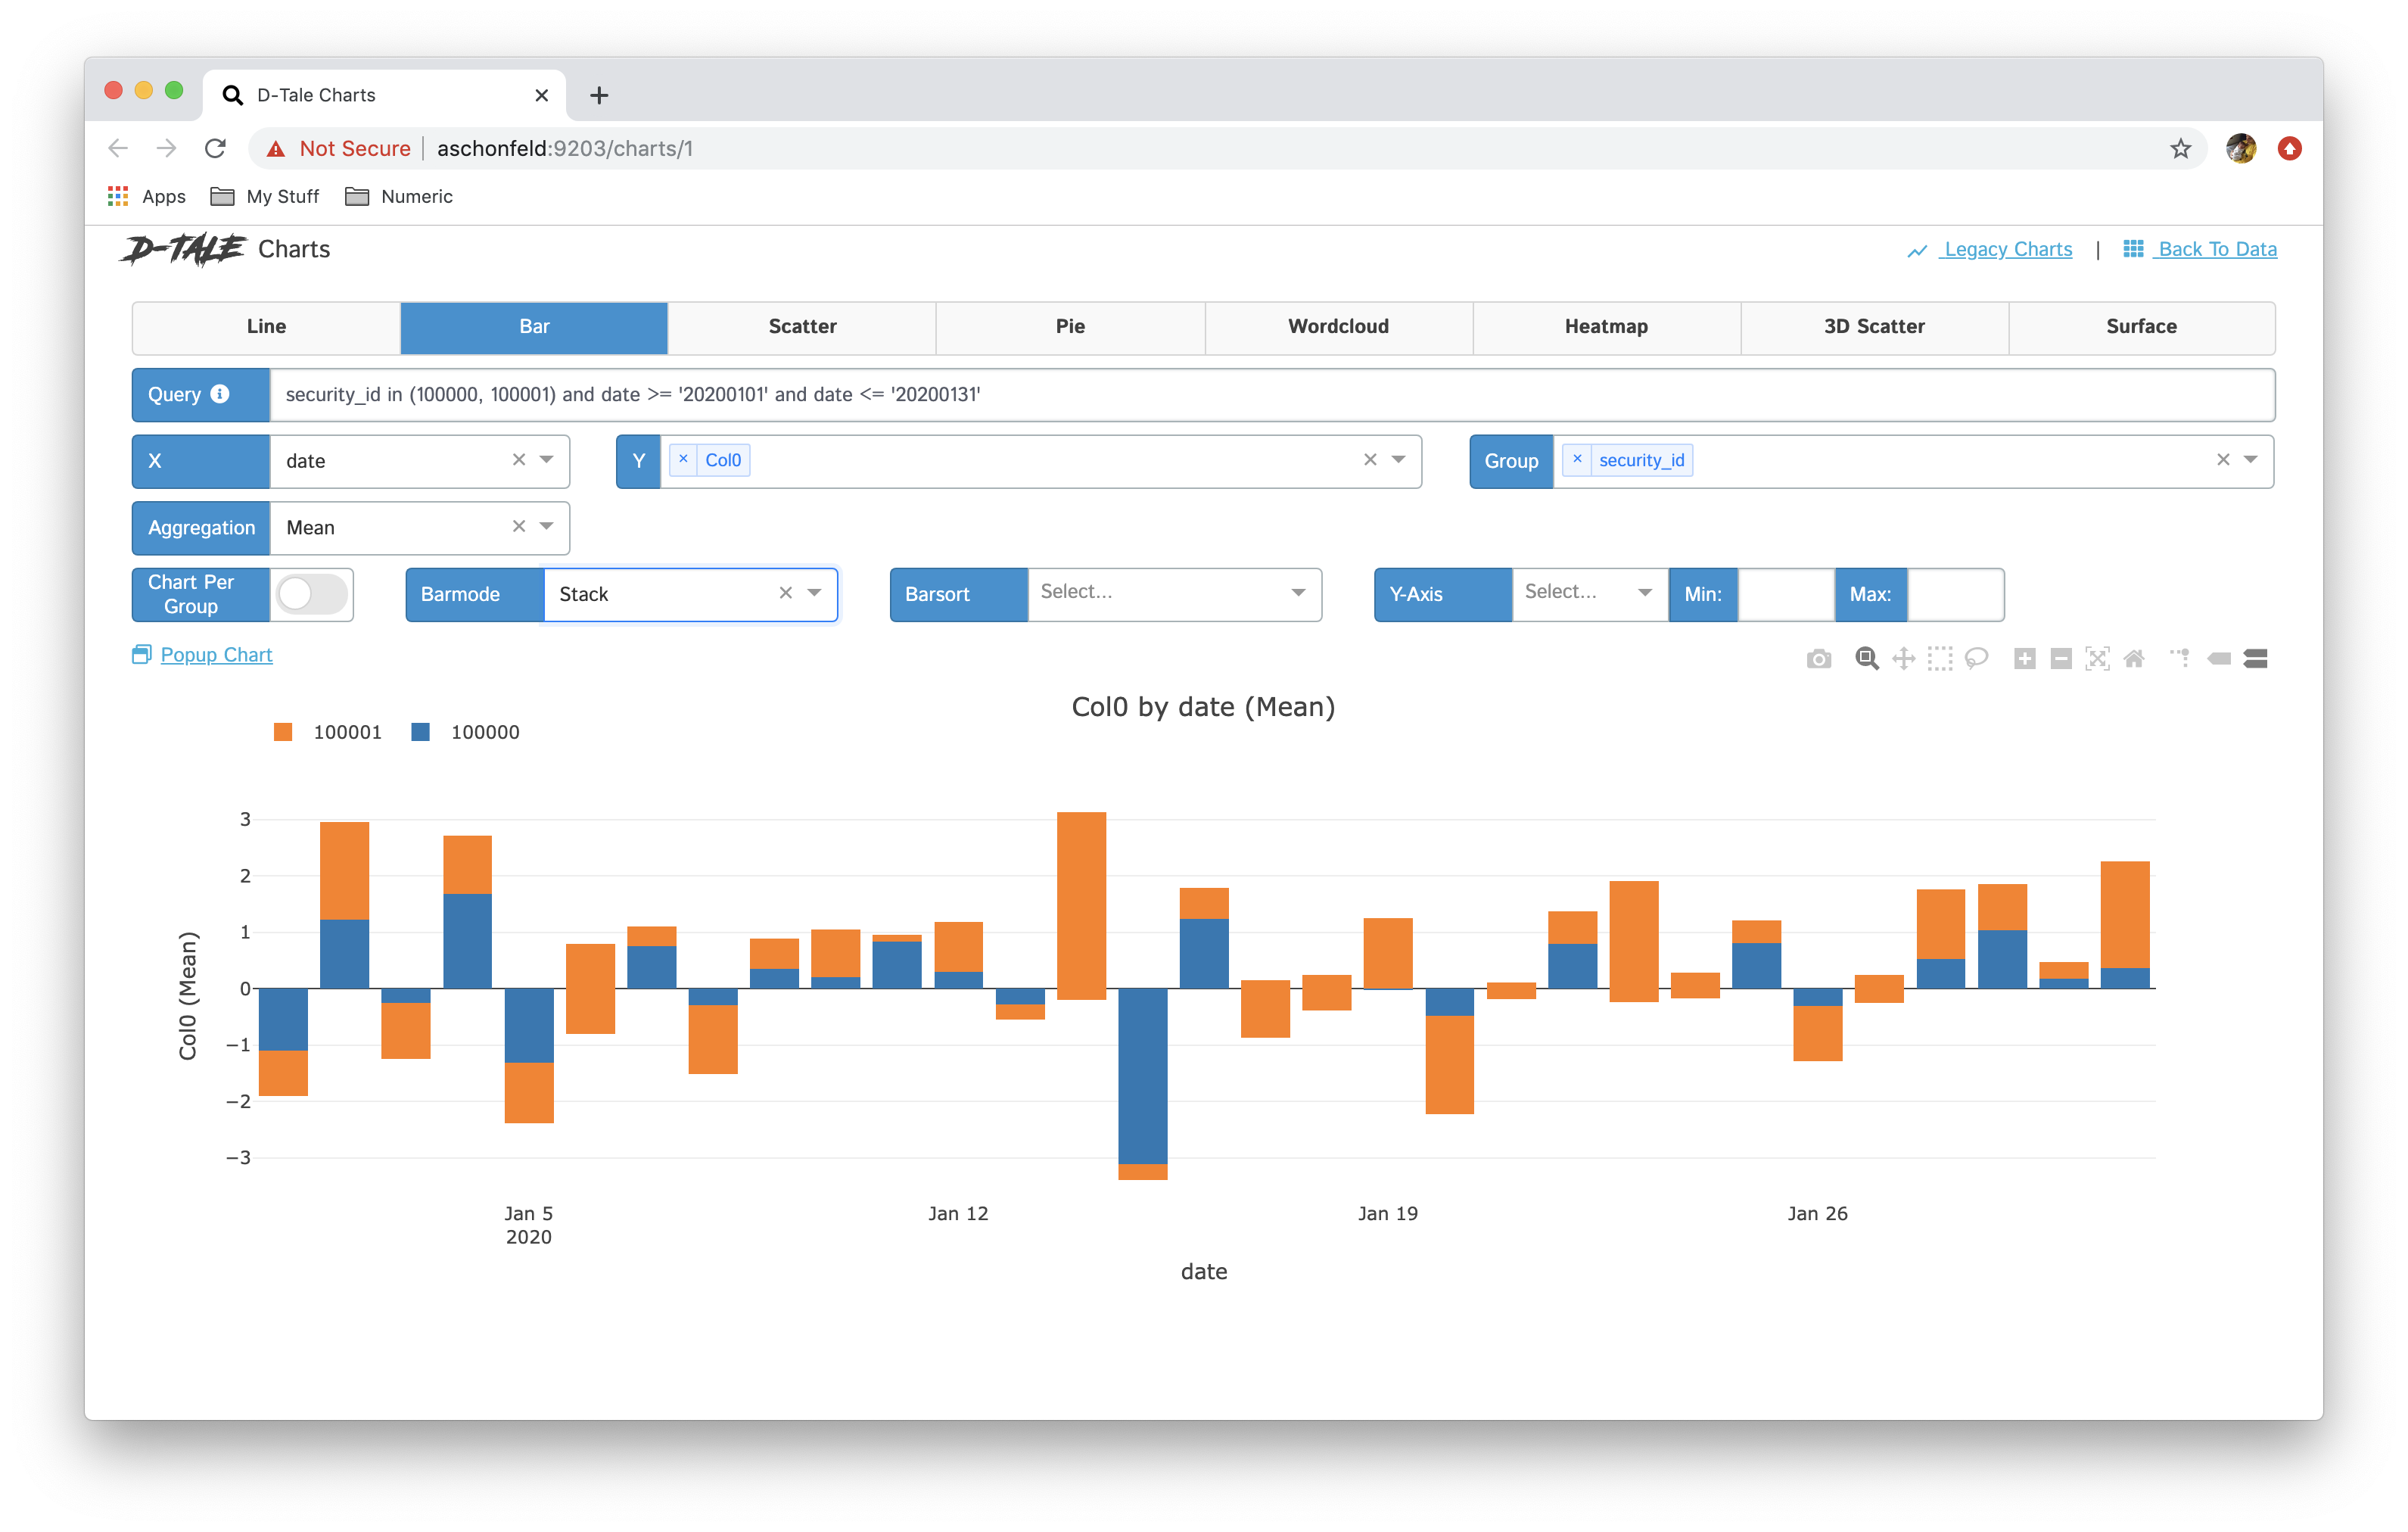 D-Tale Charts
Not Secure aschonfeld:9203/charts/1
Apps My Stuff Numeric
D-TALE Charts Legacy Charts | Back To Data
Line Bar Scatter Pie Wordcloud Heatmap 3D Scatter Surface
Query security_id in (100000, 100001) and date >= '20200101' and date <= '20200131'
X date Y × Col0 Group × security_id
Aggregation Mean
Chart Per
Group Barmode Stack Barsort Select... Y-Axis Select... Min: Max:
Popup Chart
Col0 by date (Mean)
100001 100000
3
2
1
0
−1
−2
−3
Col0 (Mean)
Jan 5 Jan 12 Jan 19 Jan 26
2020
date